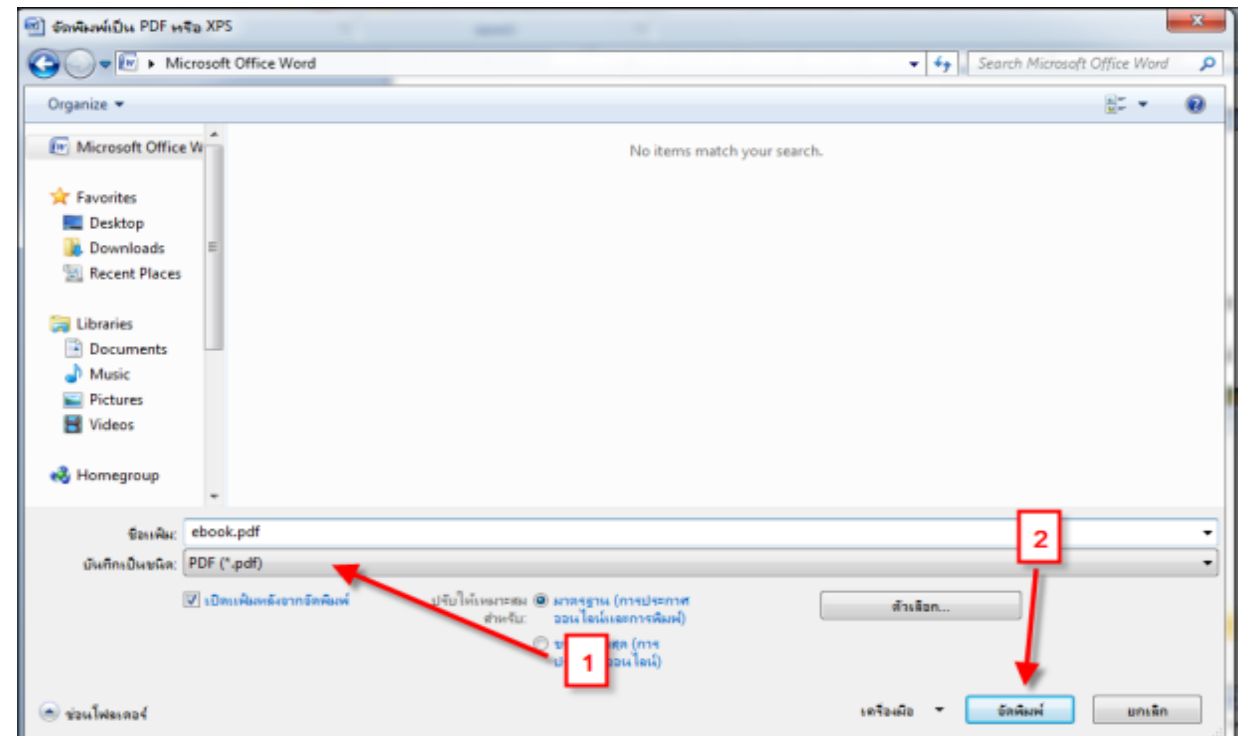 จัดพิมพ์เป็น PDF หรือ XPS
Microsoft Office Word
Search Microsoft Office Word
Organize
Microsoft Office W
No items match your search.
Favorites
Desktop
Downloads
Recent Places
Libraries
Documents
Music
Pictures
Videos
Homegroup
ชื่อแฟ้ม: ebook.pdf
2
บันทึกเป็นชนิด: PDF (*.pdf)
เปิดแฟ้มหลังจากจัดพิมพ์
ปรับให้เหมาะสม มาตรฐาน (การประกาศ
สำหรับ: ออนไลน์และการพิมพ์)
ตัวเลือก...
(การ
1
ออนไลน์)
ซ่อนโฟลเดอร์
เครื่องมือ
จัดพิมพ์
ยกเลิก